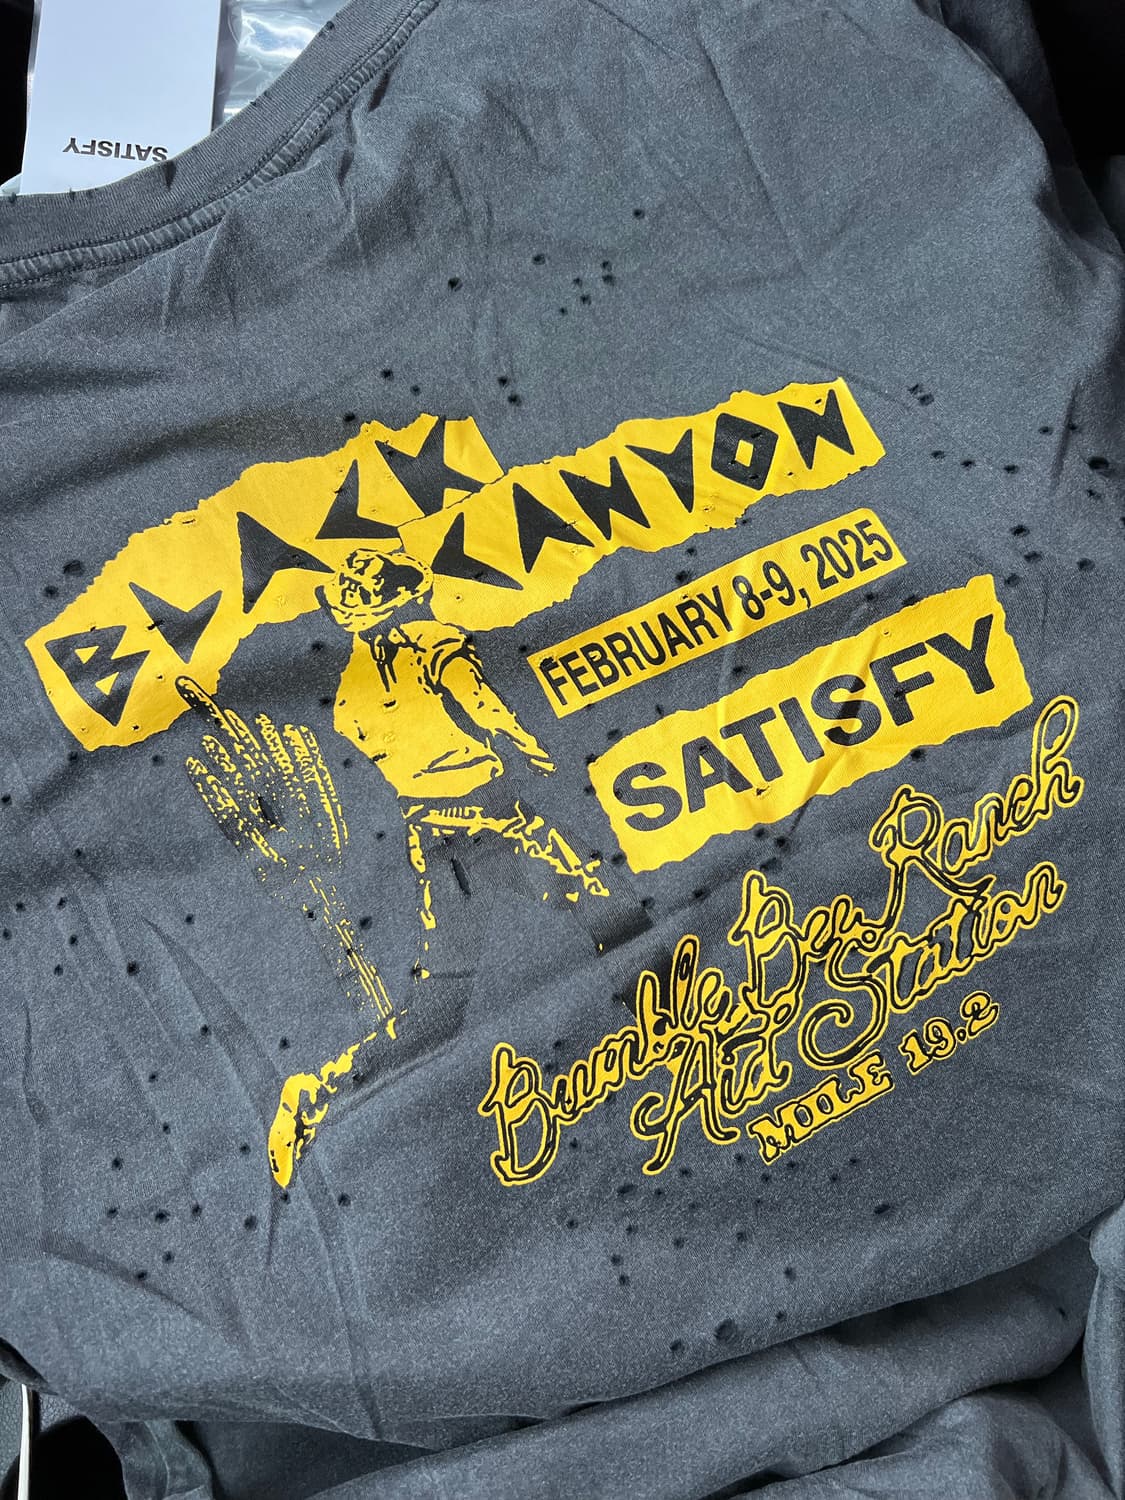 SATISFY
BLACK
CANYON
FEBRUARY 8-9, 2025
SATISFY
Bumble Bee Ranch
Aid Station
MILE 19.2